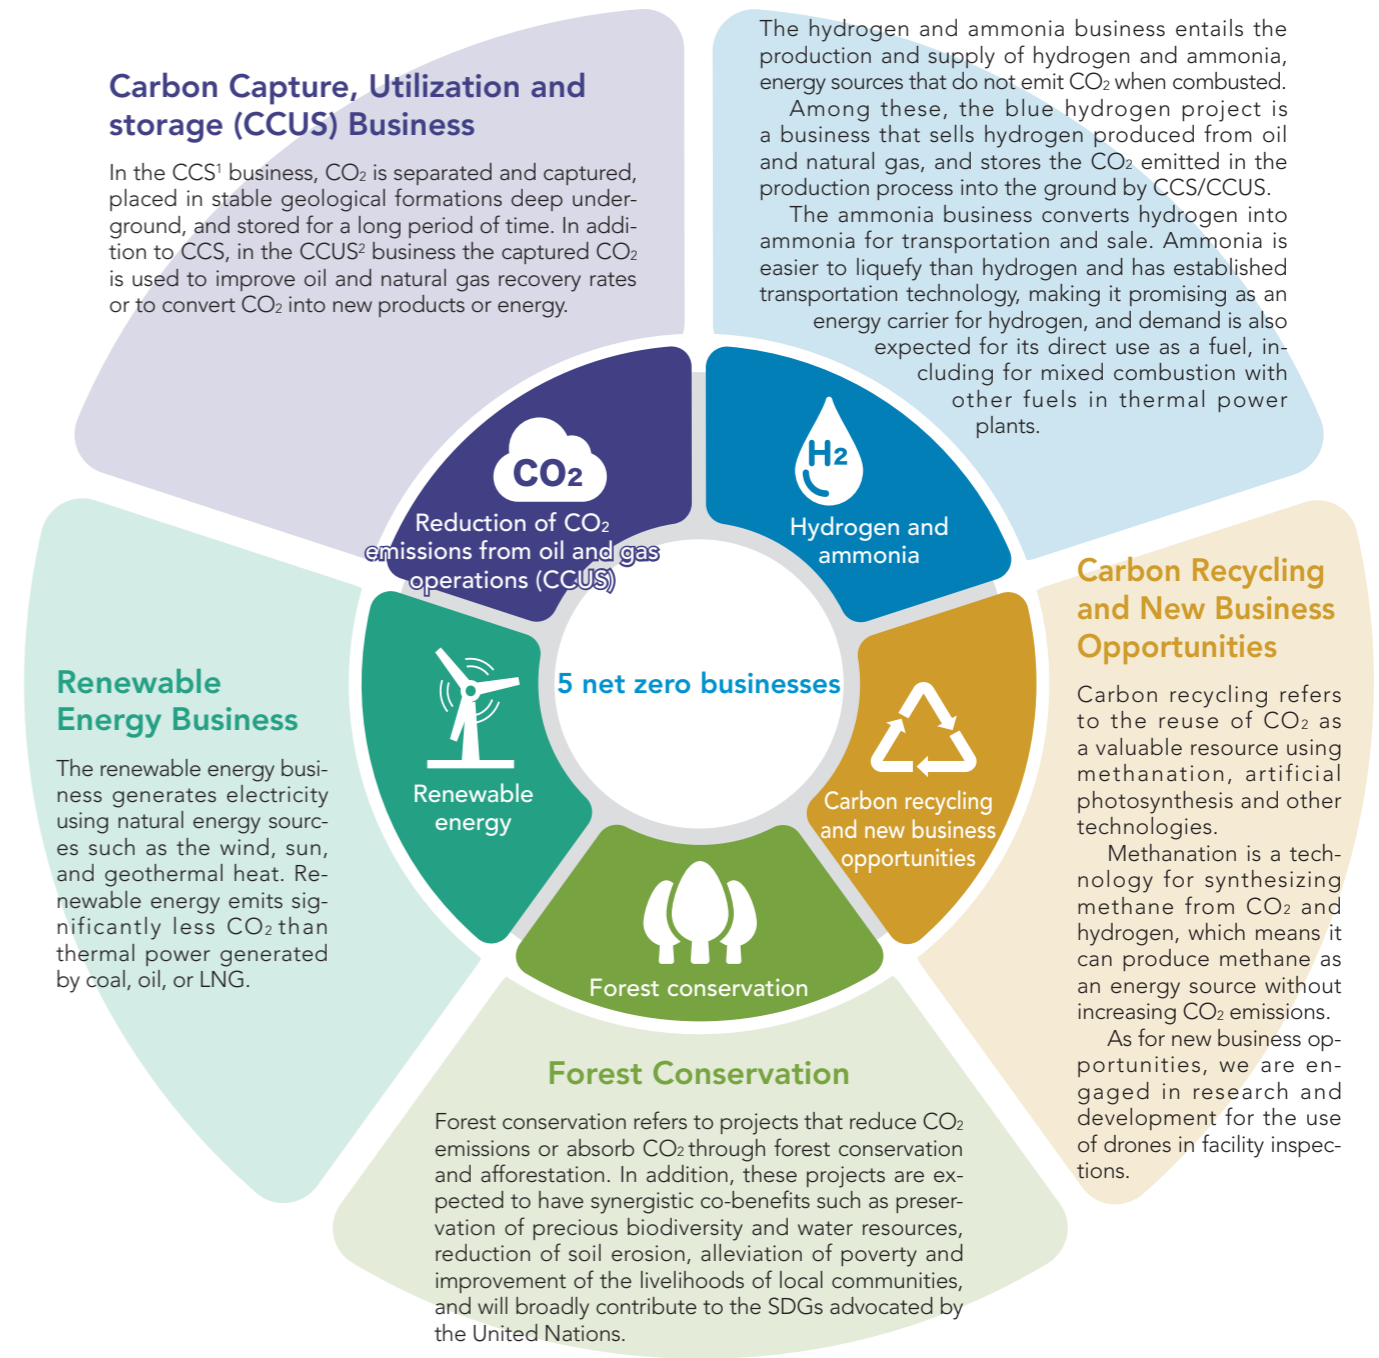 Carbon Capture, Utilization and
storage (CCUS) Business
In the CCS¹ business, CO₂ is separated and captured,
placed in stable geological formations deep under-
ground, and stored for a long period of time. In addi-
tion to CCS, in the CCUS² business the captured CO₂
is used to improve oil and natural gas recovery rates
or to convert CO₂ into new products or energy.
The hydrogen and ammonia business entails the
production and supply of hydrogen and ammonia,
energy sources that do not emit CO₂ when combusted.
Among these, the blue hydrogen project is
a business that sells hydrogen produced from oil
and natural gas, and stores the CO₂ emitted in the
production process into the ground by CCS/CCUS.
The ammonia business converts hydrogen into
ammonia for transportation and sale. Ammonia is
easier to liquefy than hydrogen and has established
transportation technology, making it promising as an
energy carrier for hydrogen, and demand is also
expected for its direct use as a fuel, in-
cluding for mixed combustion with
other fuels in thermal power
plants.
CO₂
Reduction of CO₂
emissions from oil and gas
operations (CCUS)
H₂
Hydrogen and
ammonia
5 net zero businesses
Renewable
energy
Carbon recycling
and new business
opportunities
Forest conservation
Renewable
Energy Business
The renewable energy busi-
ness generates electricity
using natural energy sourc-
es such as the wind, sun,
and geothermal heat. Re-
newable energy emits sig-
nificantly less CO₂ than
thermal power generated
by coal, oil, or LNG.
Carbon Recycling
and New Business
Opportunities
Carbon recycling refers
to the reuse of CO₂ as
a valuable resource using
methanation, artificial
photosynthesis and other
technologies.
Methanation is a tech-
nology for synthesizing
methane from CO₂ and
hydrogen, which means it
can produce methane as
an energy source without
increasing CO₂ emissions.
As for new business op-
portunities, we are en-
gaged in research and
development for the use
of drones in facility inspec-
tions.
Forest Conservation
Forest conservation refers to projects that reduce CO₂
emissions or absorb CO₂ through forest conservation
and afforestation. In addition, these projects are ex-
pected to have synergistic co-benefits such as preser-
vation of precious biodiversity and water resources,
reduction of soil erosion, alleviation of poverty and
improvement of the livelihoods of local communities,
and will broadly contribute to the SDGs advocated by
the United Nations.